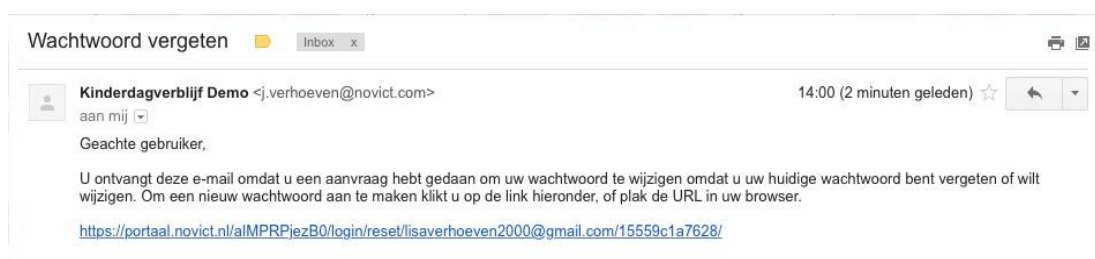 Wachtwoord vergeten Inbox x
Kinderdagverblijf Demo <j.verhoeven@novict.com> 14:00 (2 minuten geleden)
aan mij
Geachte gebruiker,
U ontvangt deze e-mail omdat u een aanvraag hebt gedaan om uw wachtwoord te wijzigen omdat u uw huidige wachtwoord bent vergeten of wilt
wijzigen. Om een nieuw wachtwoord aan te maken klikt u op de link hieronder, of plak de URL in uw browser.
https://portaal.novict.nl/aIMPRPjezB0/login/reset/lisaverhoeven2000@gmail.com/15559c1a7628/